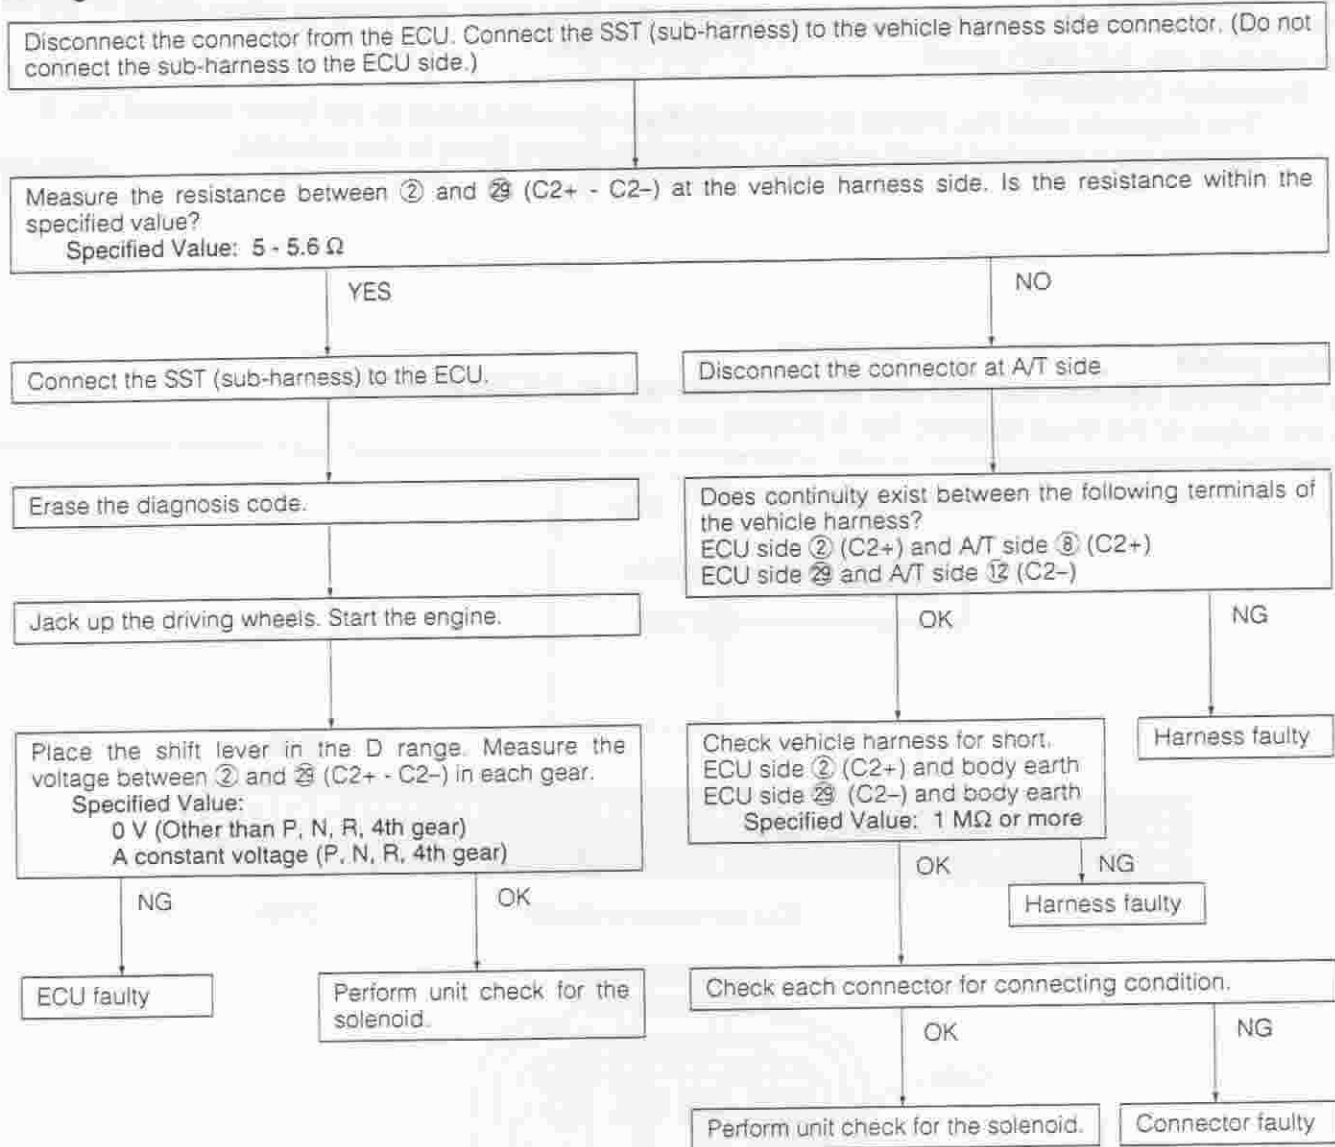 Disconnect the connector from the ECU. Connect the SST (sub-harness) to the vehicle harness side connector. (Do not
connect the sub-harness to the ECU side.)
Measure the resistance between ② and ㉙ (C2+ - C2–) at the vehicle harness side. Is the resistance within the
specified value?
Specified Value: 5 - 5.6 Ω
YES
NO
Connect the SST (sub-harness) to the ECU.
Disconnect the connector at A/T side.
Erase the diagnosis code.
Does continuity exist between the following terminals of
the vehicle harness?
ECU side ② (C2+) and A/T side ⑧ (C2+)
ECU side ㉙ and A/T side ⑫ (C2–)
Jack up the driving wheels. Start the engine.
OK
NG
Place the shift lever in the D range. Measure the
voltage between ② and ㉙ (C2+ - C2–) in each gear.
Specified Value:
0 V (Other than P, N, R, 4th gear)
A constant voltage (P, N, R, 4th gear)
Check vehicle harness for short.
ECU side ② (C2+) and body earth
ECU side ㉙ (C2–) and body earth
Specified Value: 1 MΩ or more
Harness faulty
NG
OK
OK
NG
Harness faulty
ECU faulty
Perform unit check for the
solenoid.
Check each connector for connecting condition.
OK
NG
Perform unit check for the solenoid.
Connector faulty